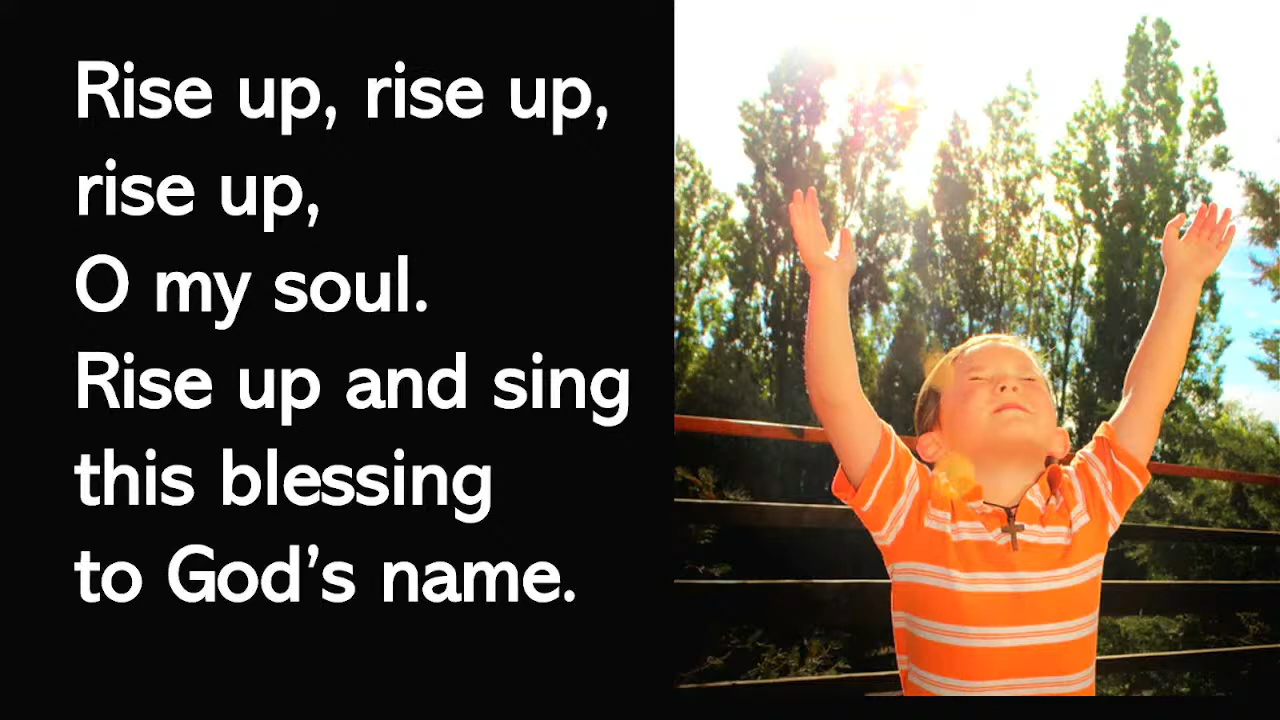 Rise up, rise up,
rise up,
O my soul.
Rise up and sing
this blessing
to God’s name.